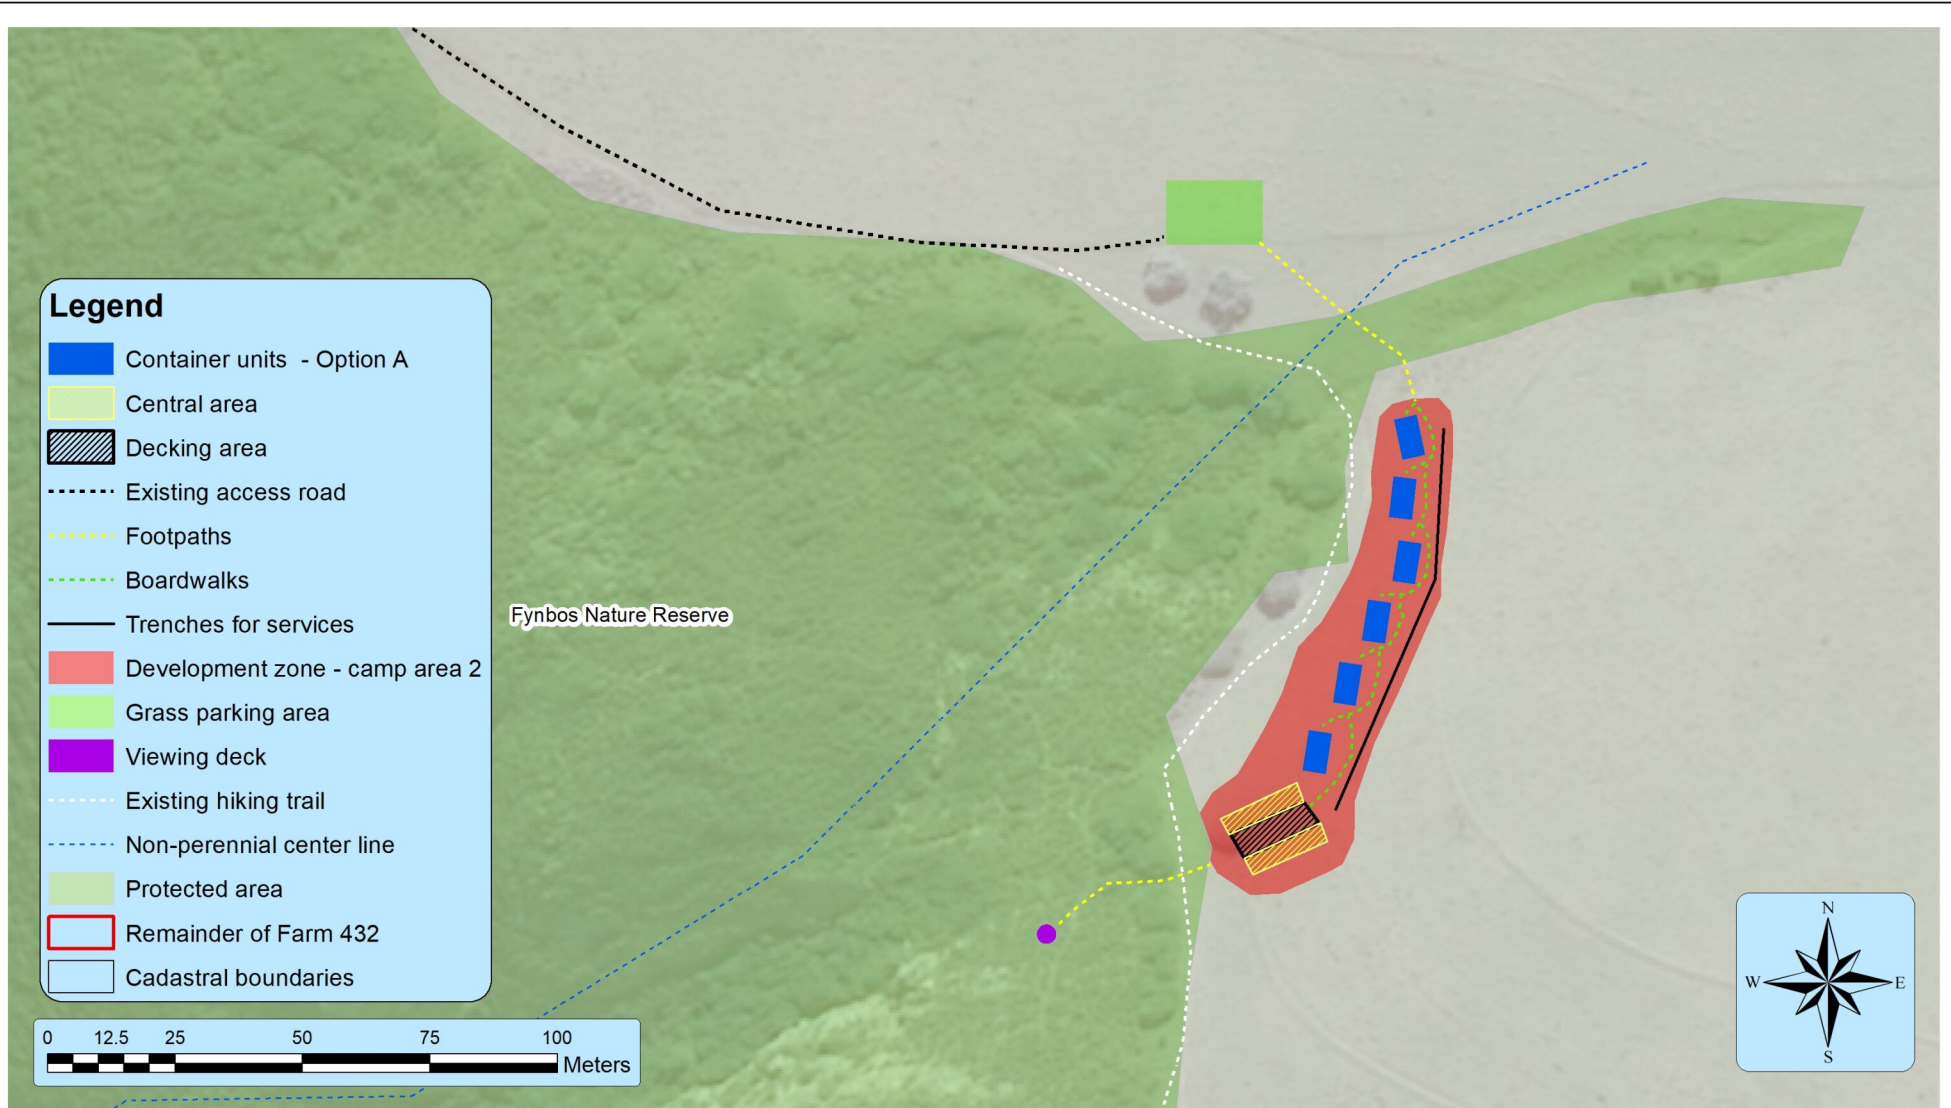 Legend
Container units - Option A
Central area
Decking area
Existing access road
Footpaths
Boardwalks
Trenches for services
Development zone - camp area 2
Grass parking area
Viewing deck
Existing hiking trail
Non-perennial center line
Protected area
Remainder of Farm 432
Cadastral boundaries
Fynbos Nature Reserve
0 12.5 25 50 75 100
Meters
N
W E
S